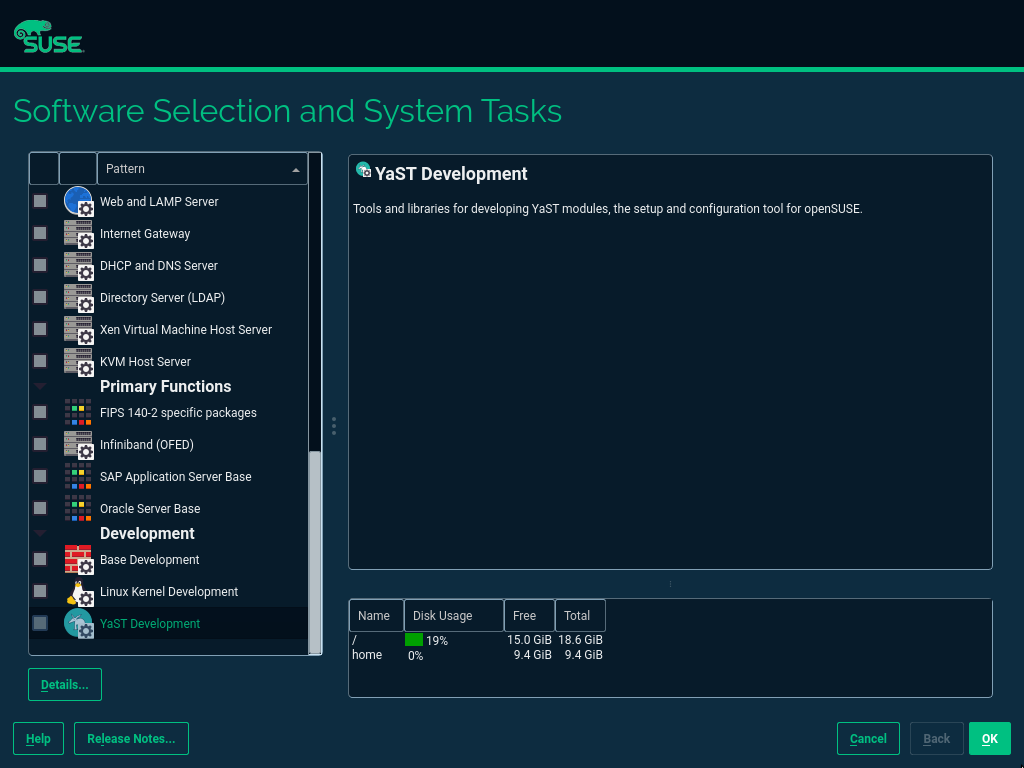 SUSE
Software Selection and System Tasks
Pattern
Web and LAMP Server
Internet Gateway
DHCP and DNS Server
Directory Server (LDAP)
Xen Virtual Machine Host Server
KVM Host Server
Primary Functions
FIPS 140-2 specific packages
Infiniband (OFED)
SAP Application Server Base
Oracle Server Base
Development
Base Development
Linux Kernel Development
YaST Development
Details...
YaST Development
Tools and libraries for developing YaST modules, the setup and configuration tool for openSUSE.
Name Disk Usage Free Total
/ 19% 15.0 GiB 18.6 GiB
home 0% 9.4 GiB 9.4 GiB
Help Release Notes... Cancel Back OK